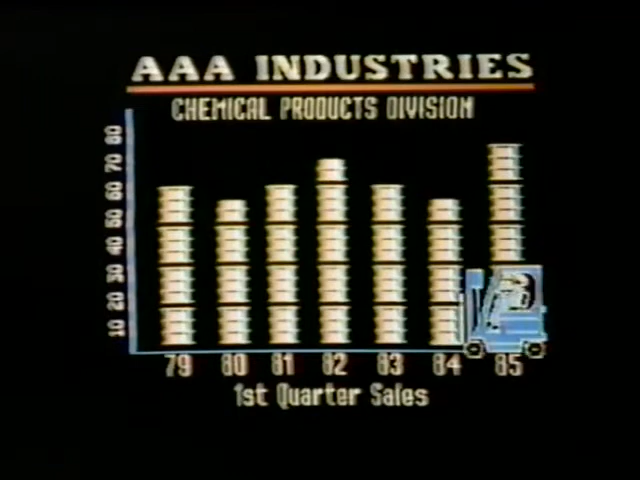 AAA INDUSTRIES
CHEMICAL PRODUCTS DIVISION
80
70
60
50
40
30
20
10
79 80 81 82 83 84 85
1st Quarter Sales